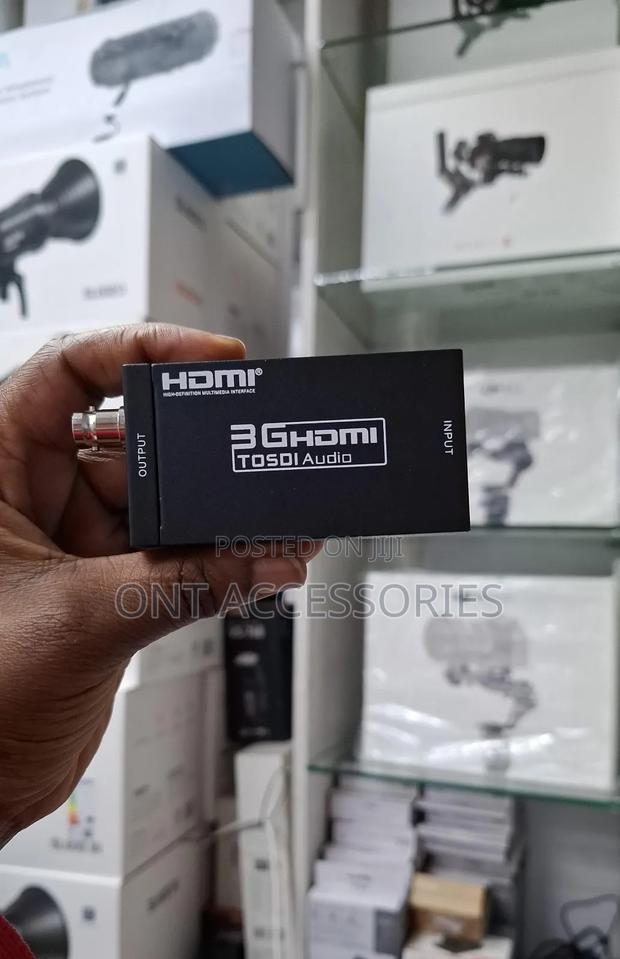 HDMI®
HIGH-DEFINITION MULTIMEDIA INTERFACE
3GHDMI
TOSDI Audio
OUTPUT
INPUT
POSTED ON JIJI
ONT ACCESSORIES